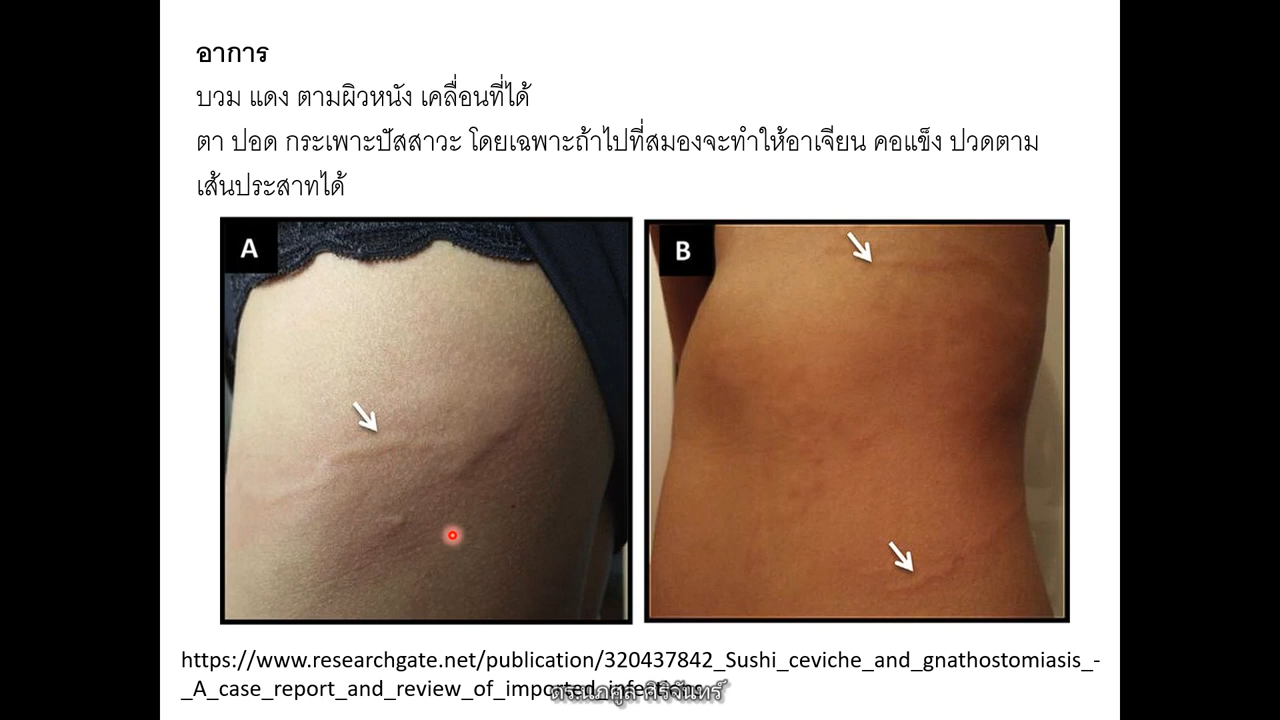 อาการ
บวม แดง ตามผิวหนัง เคลื่อนที่ได้
ตา ปอด กระเพาะปัสสาวะ โดยเฉพาะถ้าไปที่สมองจะทำให้อาเจียน คอแข็ง ปวดตาม
เส้นประสาทได้
A
B
https://www.researchgate.net/publication/320437842_Sushi_ceviche_and_gnathostomiasis_-
_A_case_report_and_review_of_imported_infections